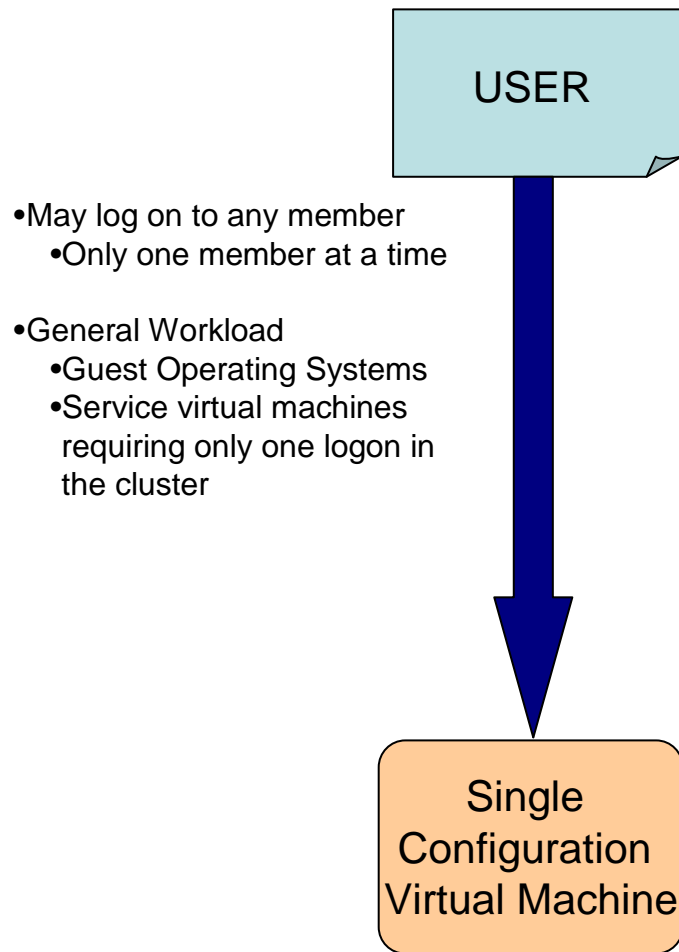 USER
•May log on to any member
•Only one member at a time
•General Workload
•Guest Operating Systems
•Service virtual machines
requiring only one logon in
the cluster
Single
Configuration
Virtual Machine